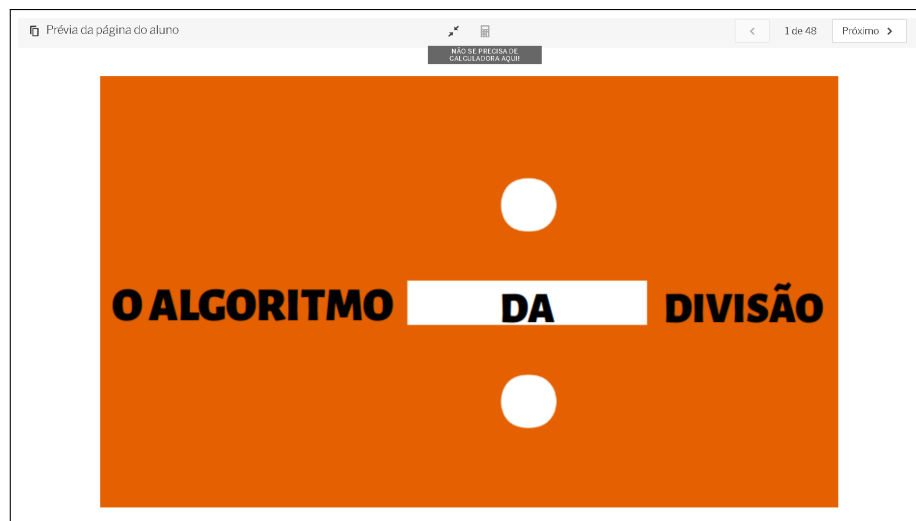 Prévia da página do aluno
1 de 48
Próximo
NÃO SE PRECISA DE
CALCULADORA AQUI!
O ALGORITMO DA DIVISÃO